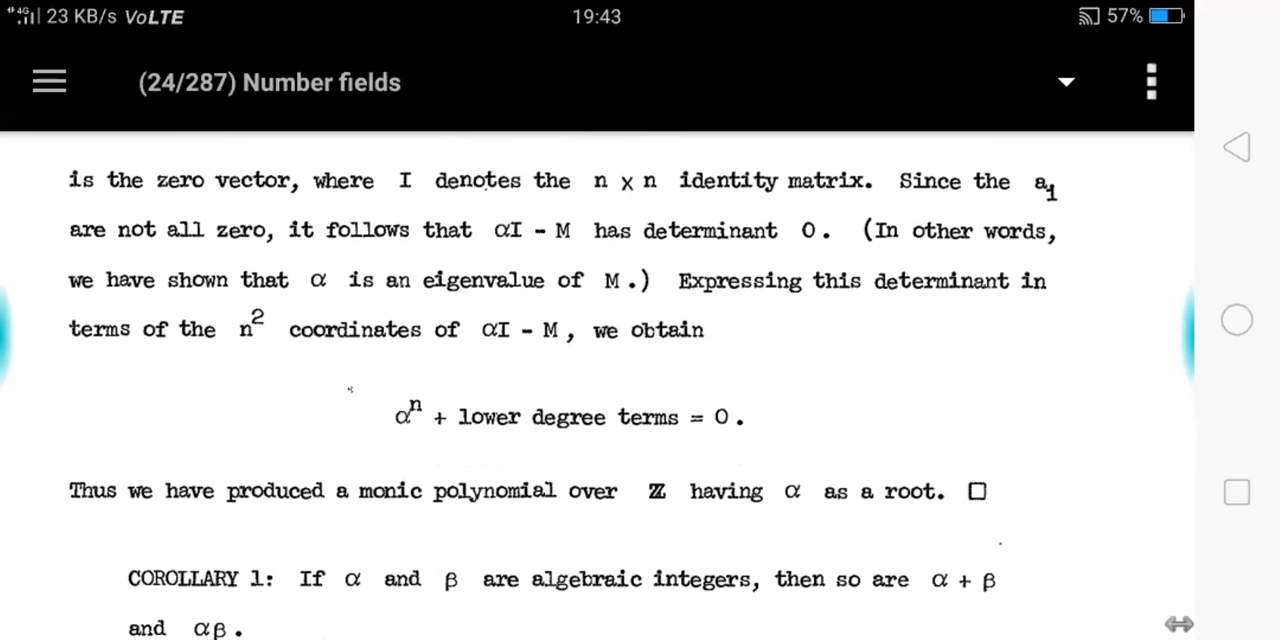 4G 23 KB/s VoLTE 19:43 57%
(24/287) Number fields
is the zero vector, where I denotes the n x n identity matrix. Since the a₁
are not all zero, it follows that αI - M has determinant 0. (In other words,
we have shown that α is an eigenvalue of M.) Expressing this determinant in
terms of the n² coordinates of αI - M, we obtain
αⁿ + lower degree terms = 0.
Thus we have produced a monic polynomial over ℤ having α as a root. □
COROLLARY 1: If α and β are algebraic integers, then so are α + β
and αβ.